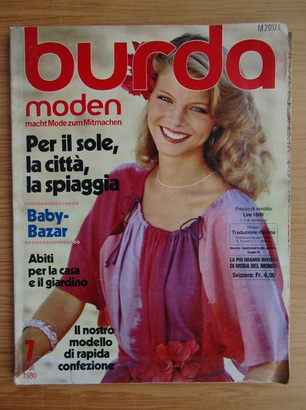 M 2017 E
burda
moden
macht Mode zum Mitmachen
Per il sole,
la città,
la spiaggia
Baby-
Bazar
Abiti
per la casa
e il giardino
Prezzo di vendita
Lire 1800
Traduzione italiana
LA PIÙ GRANDE RIVISTA
DI MODA DEL MONDO
Svizzera: Fr. 4,00
Il nostro
modello
di rapida
confezione
7
1980